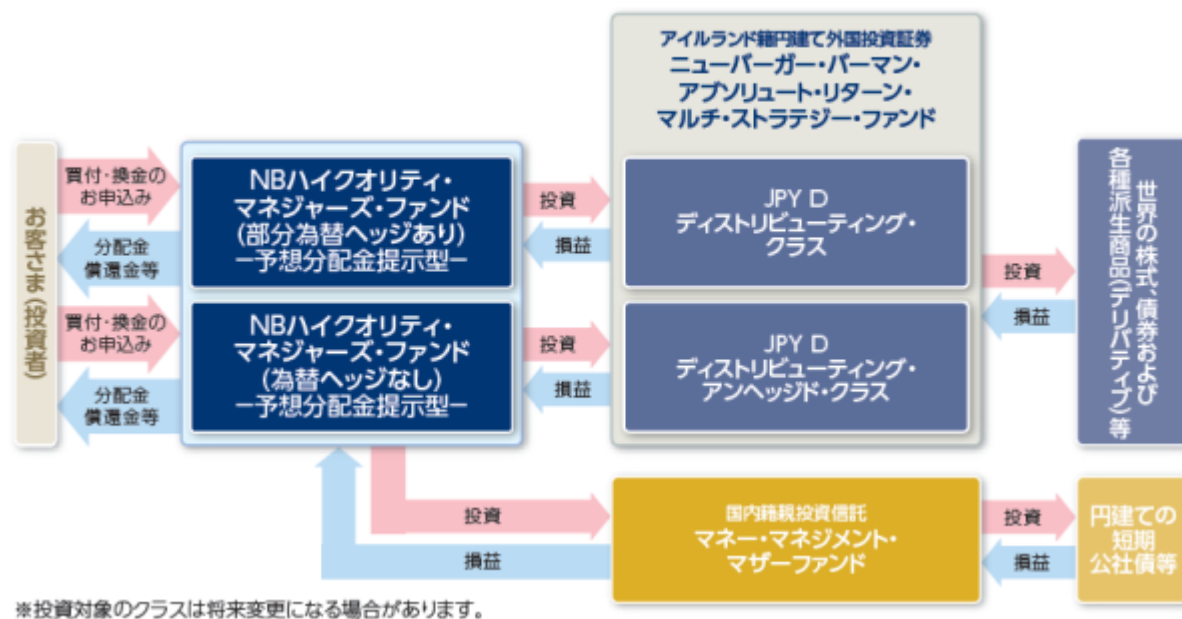 アイルランド籍円建て外国投資証券
ニューバーガー・バーマン・
アブソリュート・リターン・
マルチ・ストラテジー・ファンド
お客さま(投資者)
買付・換金の
お申込み
分配金
償還金等
NBハイクオリティ・
マネジャーズ・ファンド
(部分為替ヘッジあり)
−予想分配金提示型−
投資
損益
JPY D
ディストリビューティング・
クラス
買付・換金の
お申込み
分配金
償還金等
NBハイクオリティ・
マネジャーズ・ファンド
(為替ヘッジなし)
−予想分配金提示型−
投資
損益
JPY D
ディストリビューティング・
アンヘッジド・クラス
投資
損益
世界の株式、債券および
各種派生商品(デリバティブ)等
投資
損益
国内籍親投資信託
マネー・マネジメント・
マザーファンド
投資
損益
円建ての
短期
公社債等
※投資対象のクラスは将来変更になる場合があります。